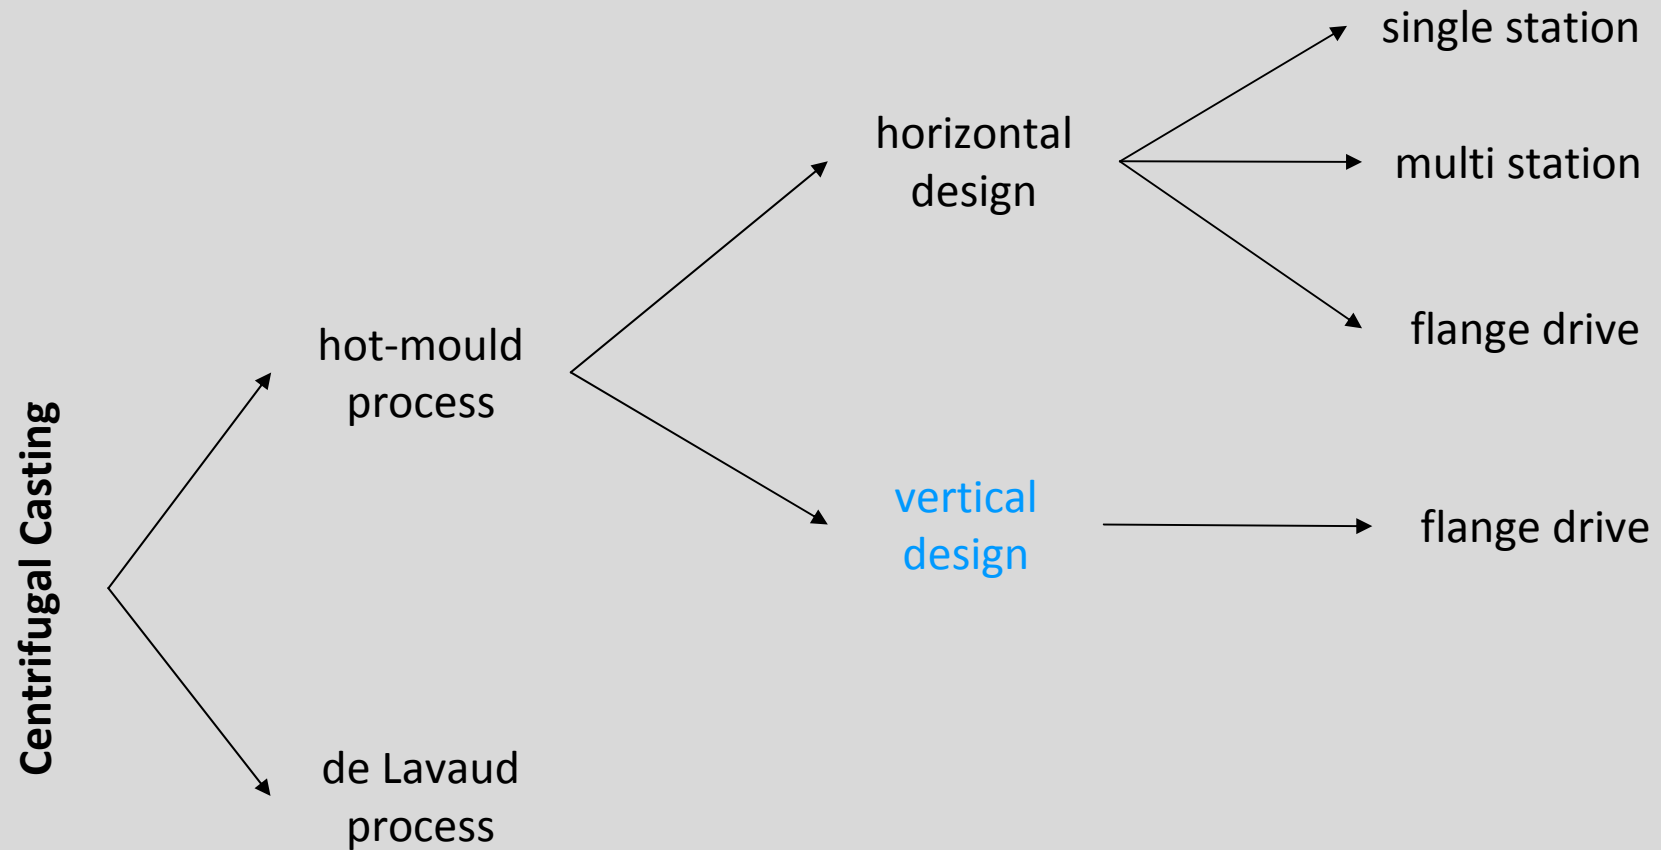 Centrifugal Casting
hot-mould
process
de Lavaud
process
horizontal
design
vertical
design
single station
multi station
flange drive
flange drive